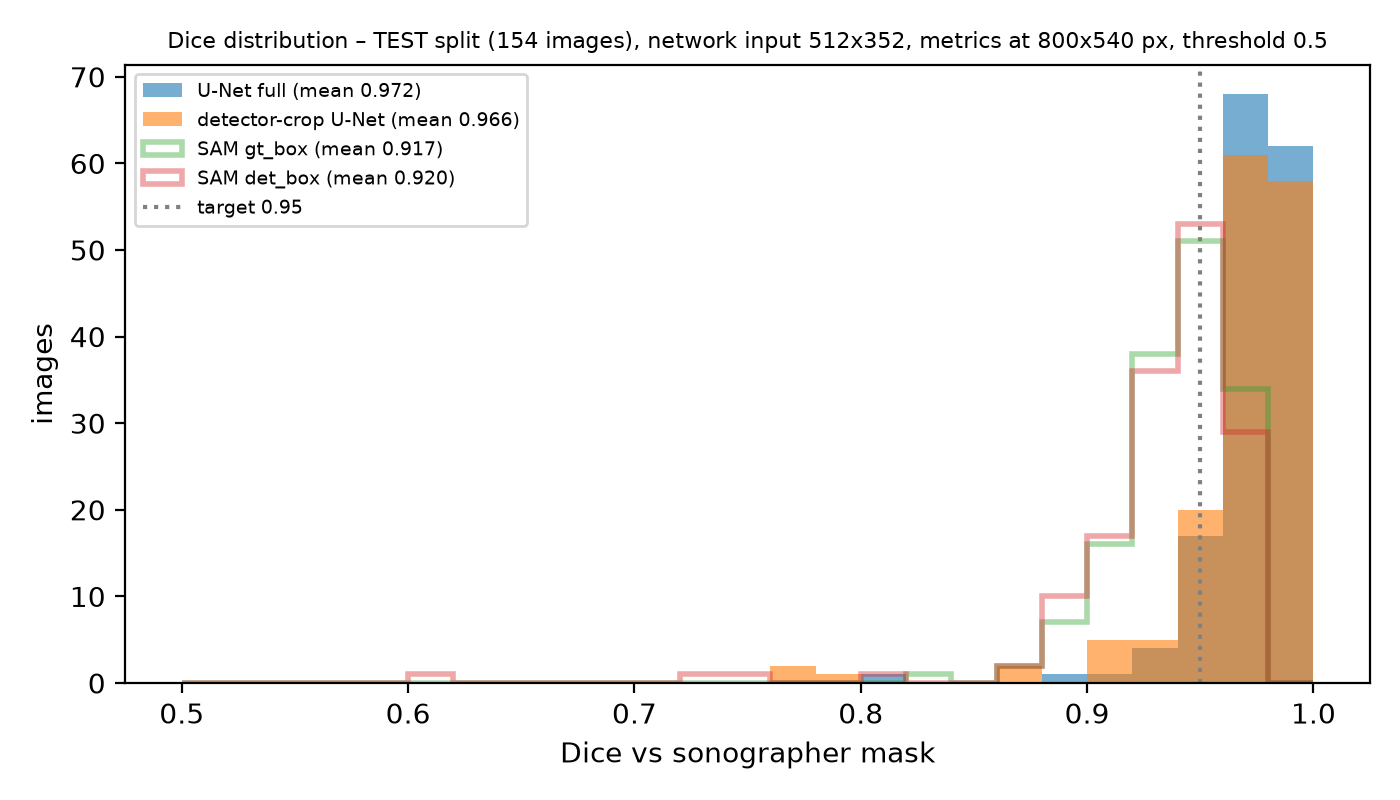 Dice distribution – TEST split (154 images), network input 512x352, metrics at 800x540 px, threshold 0.5
U-Net full (mean 0.972)
detector-crop U-Net (mean 0.966)
SAM gt_box (mean 0.917)
SAM det_box (mean 0.920)
target 0.95
70
60
50
40
30
20
10
0
images
0.5 0.6 0.7 0.8 0.9 1.0
Dice vs sonographer mask